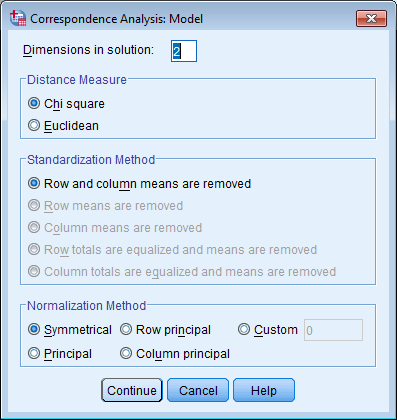 Correspondence Analysis: Model
Dimensions in solution: 2
Distance Measure
Chi square
Euclidean
Standardization Method
Row and column means are removed
Row means are removed
Column means are removed
Row totals are equalized and means are removed
Column totals are equalized and means are removed
Normalization Method
Symmetrical Row principal Custom 0
Principal Column principal
Continue Cancel Help